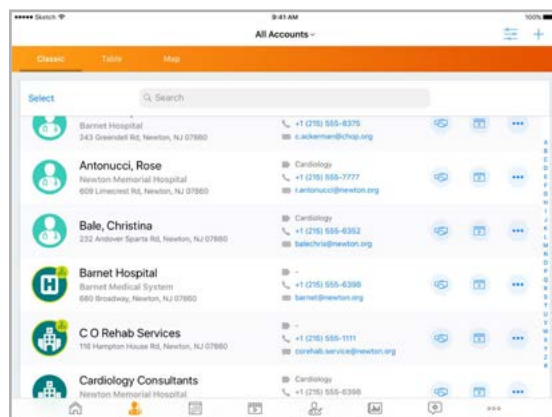 Sketch
9:41 AM
100%
All Accounts
Classic
Table
Map
Select
Search
Barnet Hospital
243 Greendell Rd, Newton, NJ 07860
+1 (215) 555-8375
c.ackerman@chop.org
Antonucci, Rose
Newton Memorial Hospital
609 Limecrest Rd, Newton, NJ 07860
Cardiology
+1 (215) 555-7777
r.antonucci@newton.org
Bale, Christina
232 Andover Sparta Rd, Newton, NJ 07860
Cardiology
+1 (215) 555-6352
balechris@newton.org
Barnet Hospital
Barnet Medical System
680 Broadway, Newton, NJ 07860
-
+1 (215) 555-6398
barnet@newton.org
C O Rehab Services
116 Hampton House Rd, Newton, NJ 07860
-
+1 (215) 555-1111
corehab.service@newton.org
Cardiology Consultants
Newton Memorial Hospital
Cardiology
+1 (215) 555-6398
A
B
C
D
E
F
G
H
I
J
K
L
M
N
O
P
Q
R
S
T
U
V
W
X
Y
Z
#